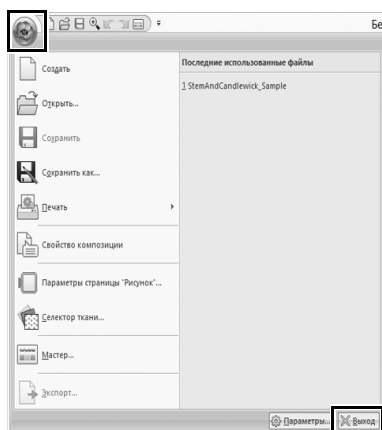 Бе
Последние использованные файлы
1 StemAndCandlewick_Sample
Создать
Открыть...
Сохранить
Сохранить как...
Печать
Свойство композиции
Параметры страницы "Рисунок"...
Селектор ткани...
Мастер...
Экспорт...
Параметры... Выход